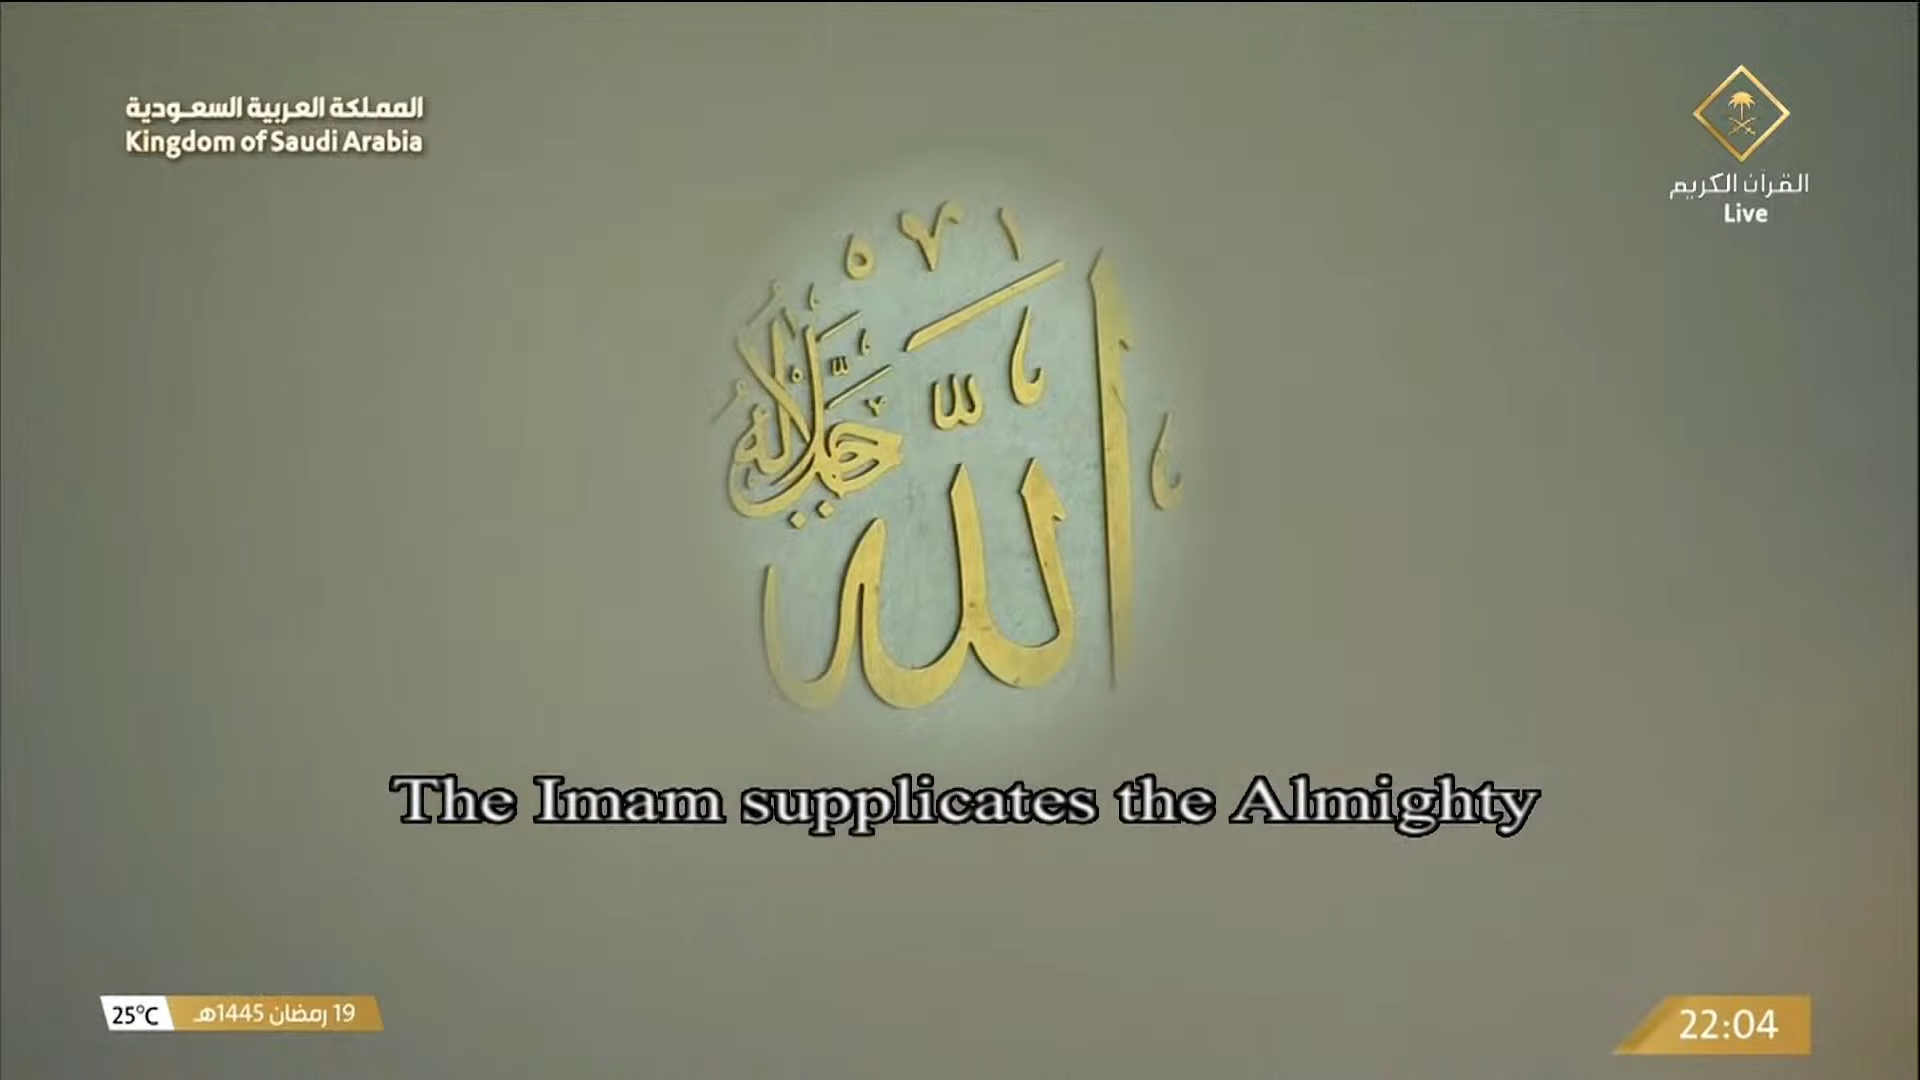 المملكة العربية السعودية
Kingdom of Saudi Arabia
القرآن الكريم
Live
الله
جل جلاله
The Imam supplicates the Almighty
25°C
19 رمضان 1445هـ
22:04